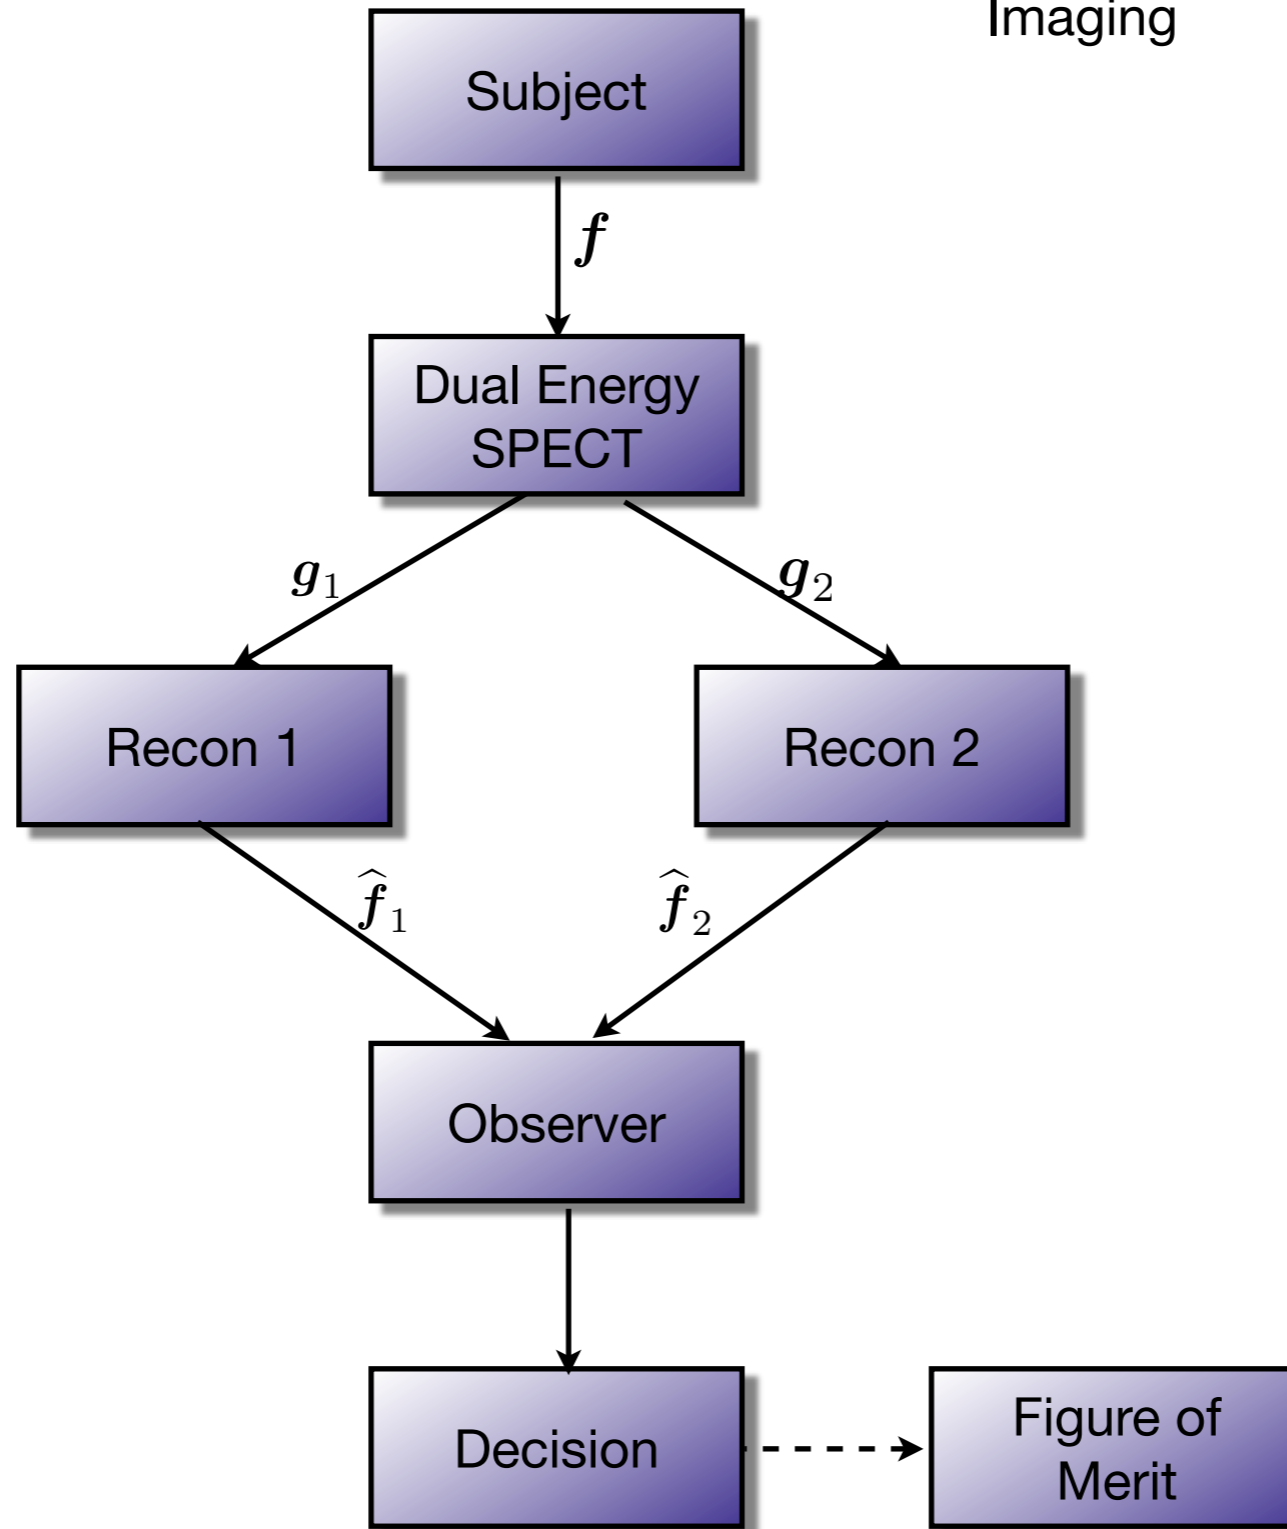 Imaging
Subject
f
Dual Energy
SPECT
g₁
g₂
Recon 1
Recon 2
f̂₁
f̂₂
Observer
Decision
Figure of
Merit